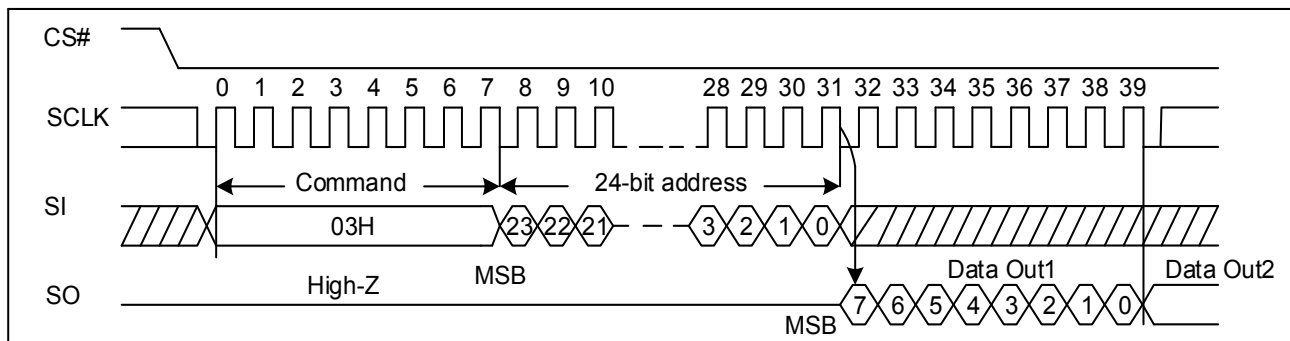 CS#
0 1 2 3 4 5 6 7 8 9 10 28 29 30 31 32 33 34 35 36 37 38 39
SCLK
Command 24-bit address
SI
03H 23 22 21 3 2 1 0
High-Z MSB Data Out1 Data Out2
SO
7 6 5 4 3 2 1 0
MSB